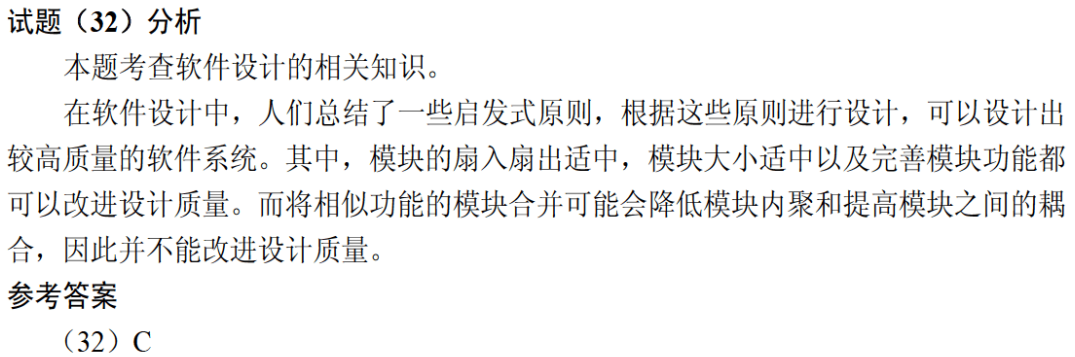 试题（32）分析
本题考查软件设计的相关知识。
在软件设计中，人们总结了一些启发式原则，根据这些原则进行设计，可以设计出
较高质量的软件系统。其中，模块的扇入扇出适中，模块大小适中以及完善模块功能都
可以改进设计质量。而将相似功能的模块合并可能会降低模块内聚和提高模块之间的耦
合，因此并不能改进设计质量。
参考答案
（32）C